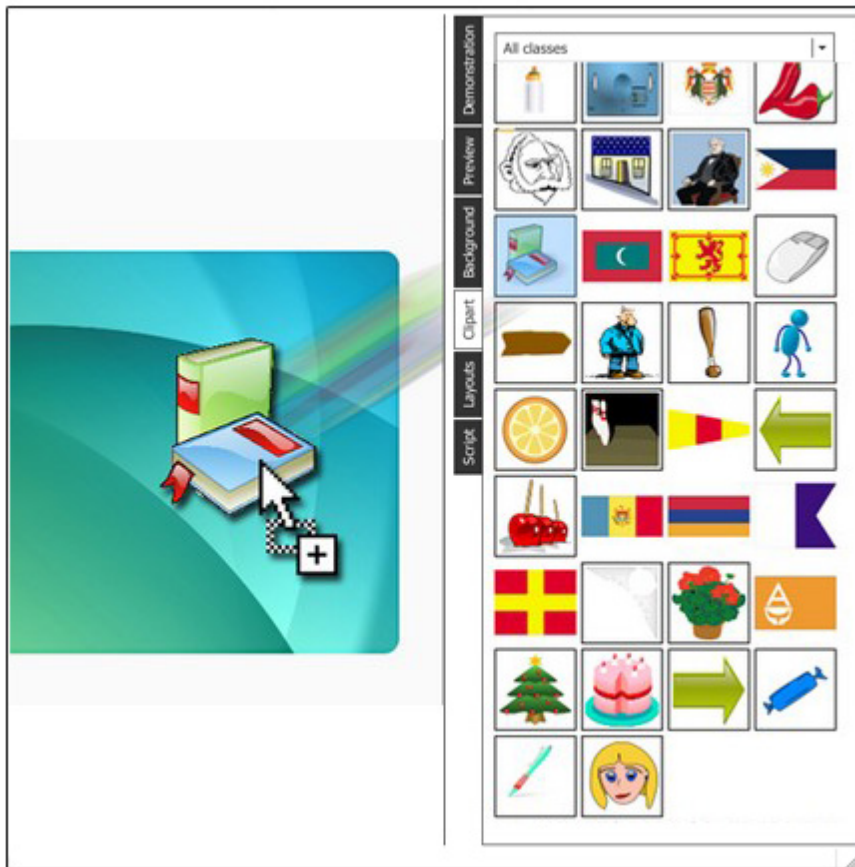 All classes
Demonstration
Preview
Background
Clipart
Layouts
Script